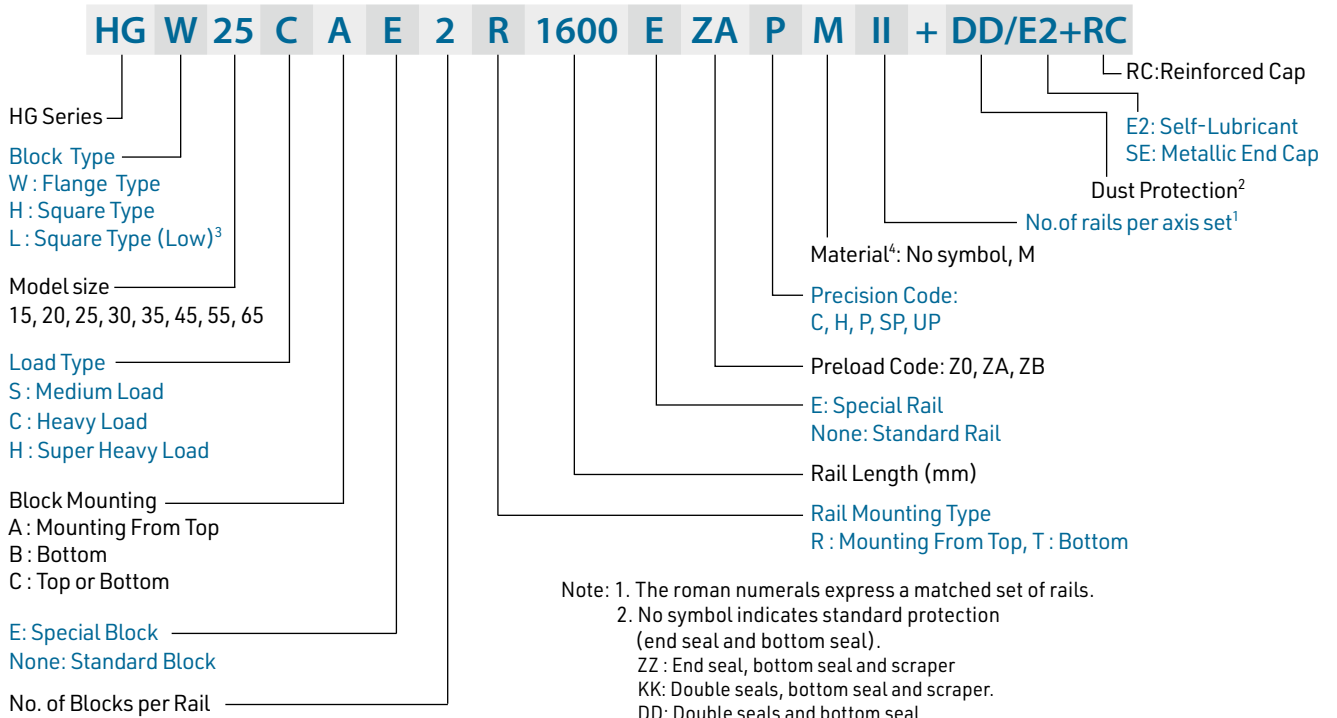 HG W 25 C A E 2 R 1600 E ZA P M II + DD/E2+RC
HG Series
Block Type
W : Flange Type
H : Square Type
L : Square Type (Low)3
Model size
15, 20, 25, 30, 35, 45, 55, 65
Load Type
S : Medium Load
C : Heavy Load
H : Super Heavy Load
Block Mounting
A : Mounting From Top
B : Bottom
C : Top or Bottom
E: Special Block
None: Standard Block
No. of Blocks per Rail
RC:Reinforced Cap
E2: Self-Lubricant
SE: Metallic End Cap
Dust Protection2
No.of rails per axis set1
Material4: No symbol, M
Precision Code:
C, H, P, SP, UP
Preload Code: Z0, ZA, ZB
E: Special Rail
None: Standard Rail
Rail Length (mm)
Rail Mounting Type
R : Mounting From Top, T : Bottom
Note: 1. The roman numerals express a matched set of rails.
2. No symbol indicates standard protection
(end seal and bottom seal).
ZZ : End seal, bottom seal and scraper
KK: Double seals, bottom seal and scraper.
DD: Double seals and bottom seal